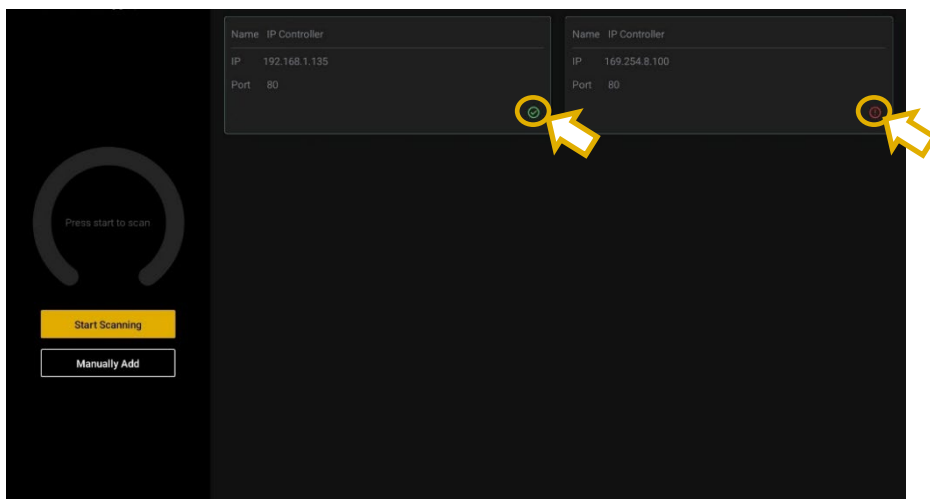 Name IP Controller
IP 192.168.1.135
Port 80
Name IP Controller
IP 169.254.8.100
Port 80
Press start to scan
Start Scanning
Manually Add